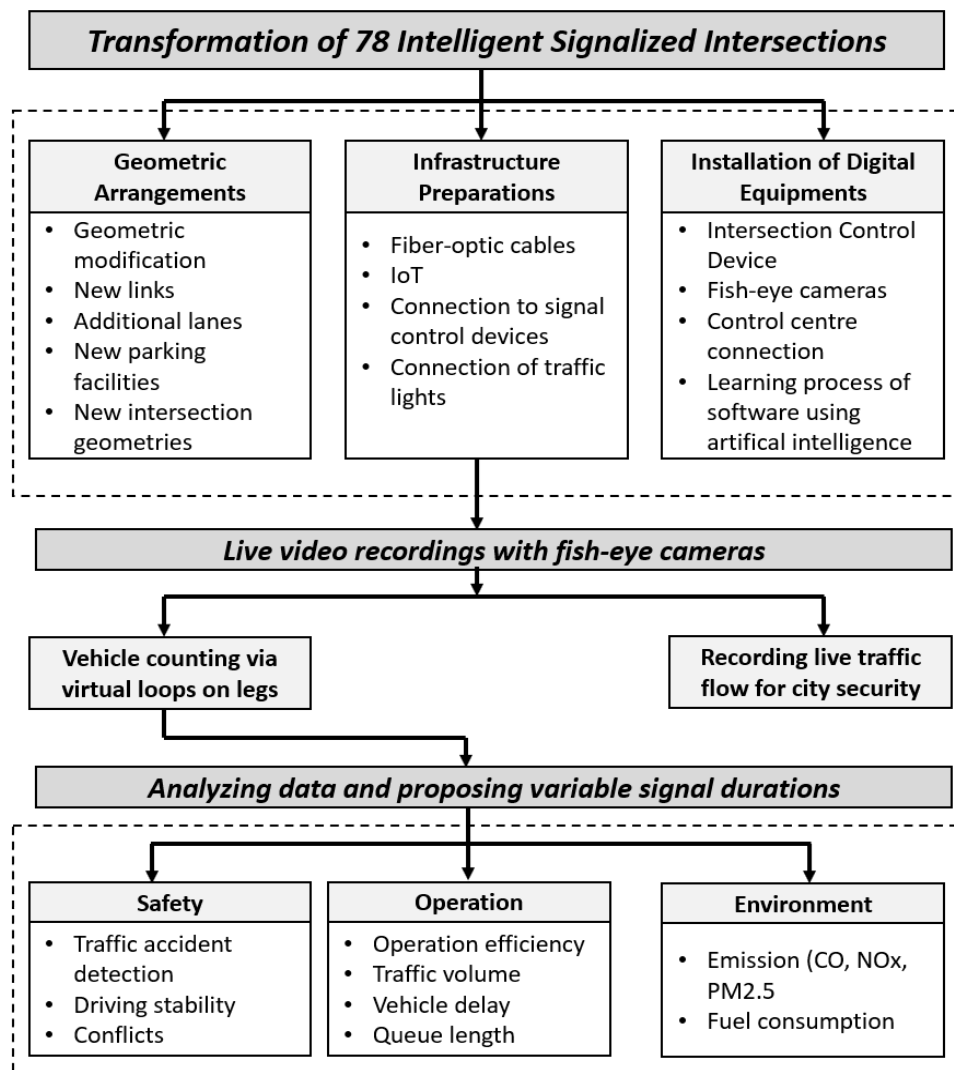 Transformation of 78 Intelligent Signalized Intersections
Geometric
Arrangements
• Geometric
modification
• New links
• Additional lanes
• New parking
facilities
• New intersection
geometries
Infrastructure
Preparations
• Fiber-optic cables
• IoT
• Connection to signal
control devices
• Connection of traffic
lights
Installation of Digital
Equipments
• Intersection Control
Device
• Fish-eye cameras
• Control centre
connection
• Learning process of
software using
artifical intelligence
Live video recordings with fish-eye cameras
Vehicle counting via
virtual loops on legs
Recording live traffic
flow for city security
Analyzing data and proposing variable signal durations
Safety
• Traffic accident
detection
• Driving stability
• Conflicts
Operation
• Operation efficiency
• Traffic volume
• Vehicle delay
• Queue length
Environment
• Emission (CO, NOx,
PM2.5
• Fuel consumption